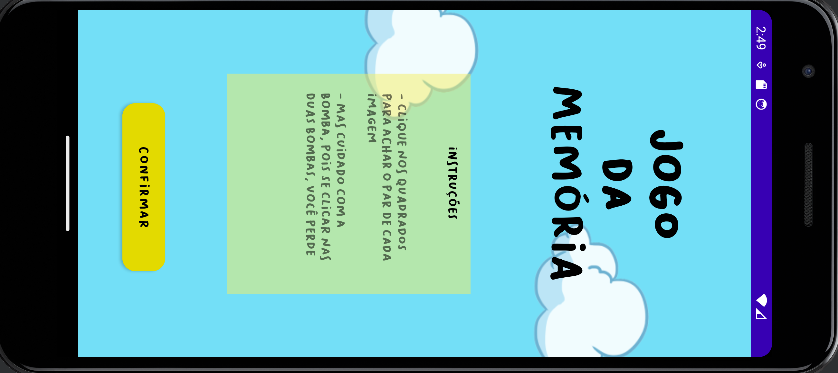 2:49
JOGO
DA
MEMÓRIA
INSTRUÇÕES
- CLIQUE NOS QUADRADOS
PARA ACHAR O PAR DE CADA
IMAGEM
- MAS CUIDADO COM A
BOMBA, POIS SE CLICAR NAS
DUAS BOMBAS, VOCÊ PERDE
CONFIRMAR